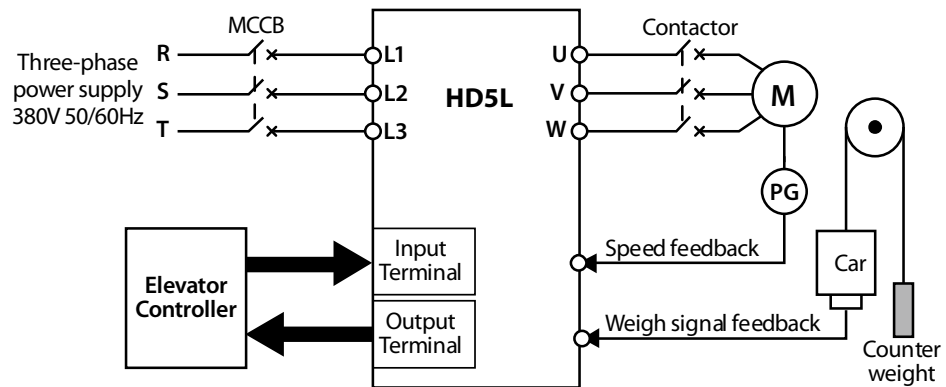 MCCB
Contactor
Three-phase
power supply
380V 50/60Hz
R
S
T
L1
L2
L3
HD5L
U
V
W
M
PG
Elevator
Controller
Input
Terminal
Output
Terminal
Speed feedback
Weigh signal feedback
Car
Counter
weight